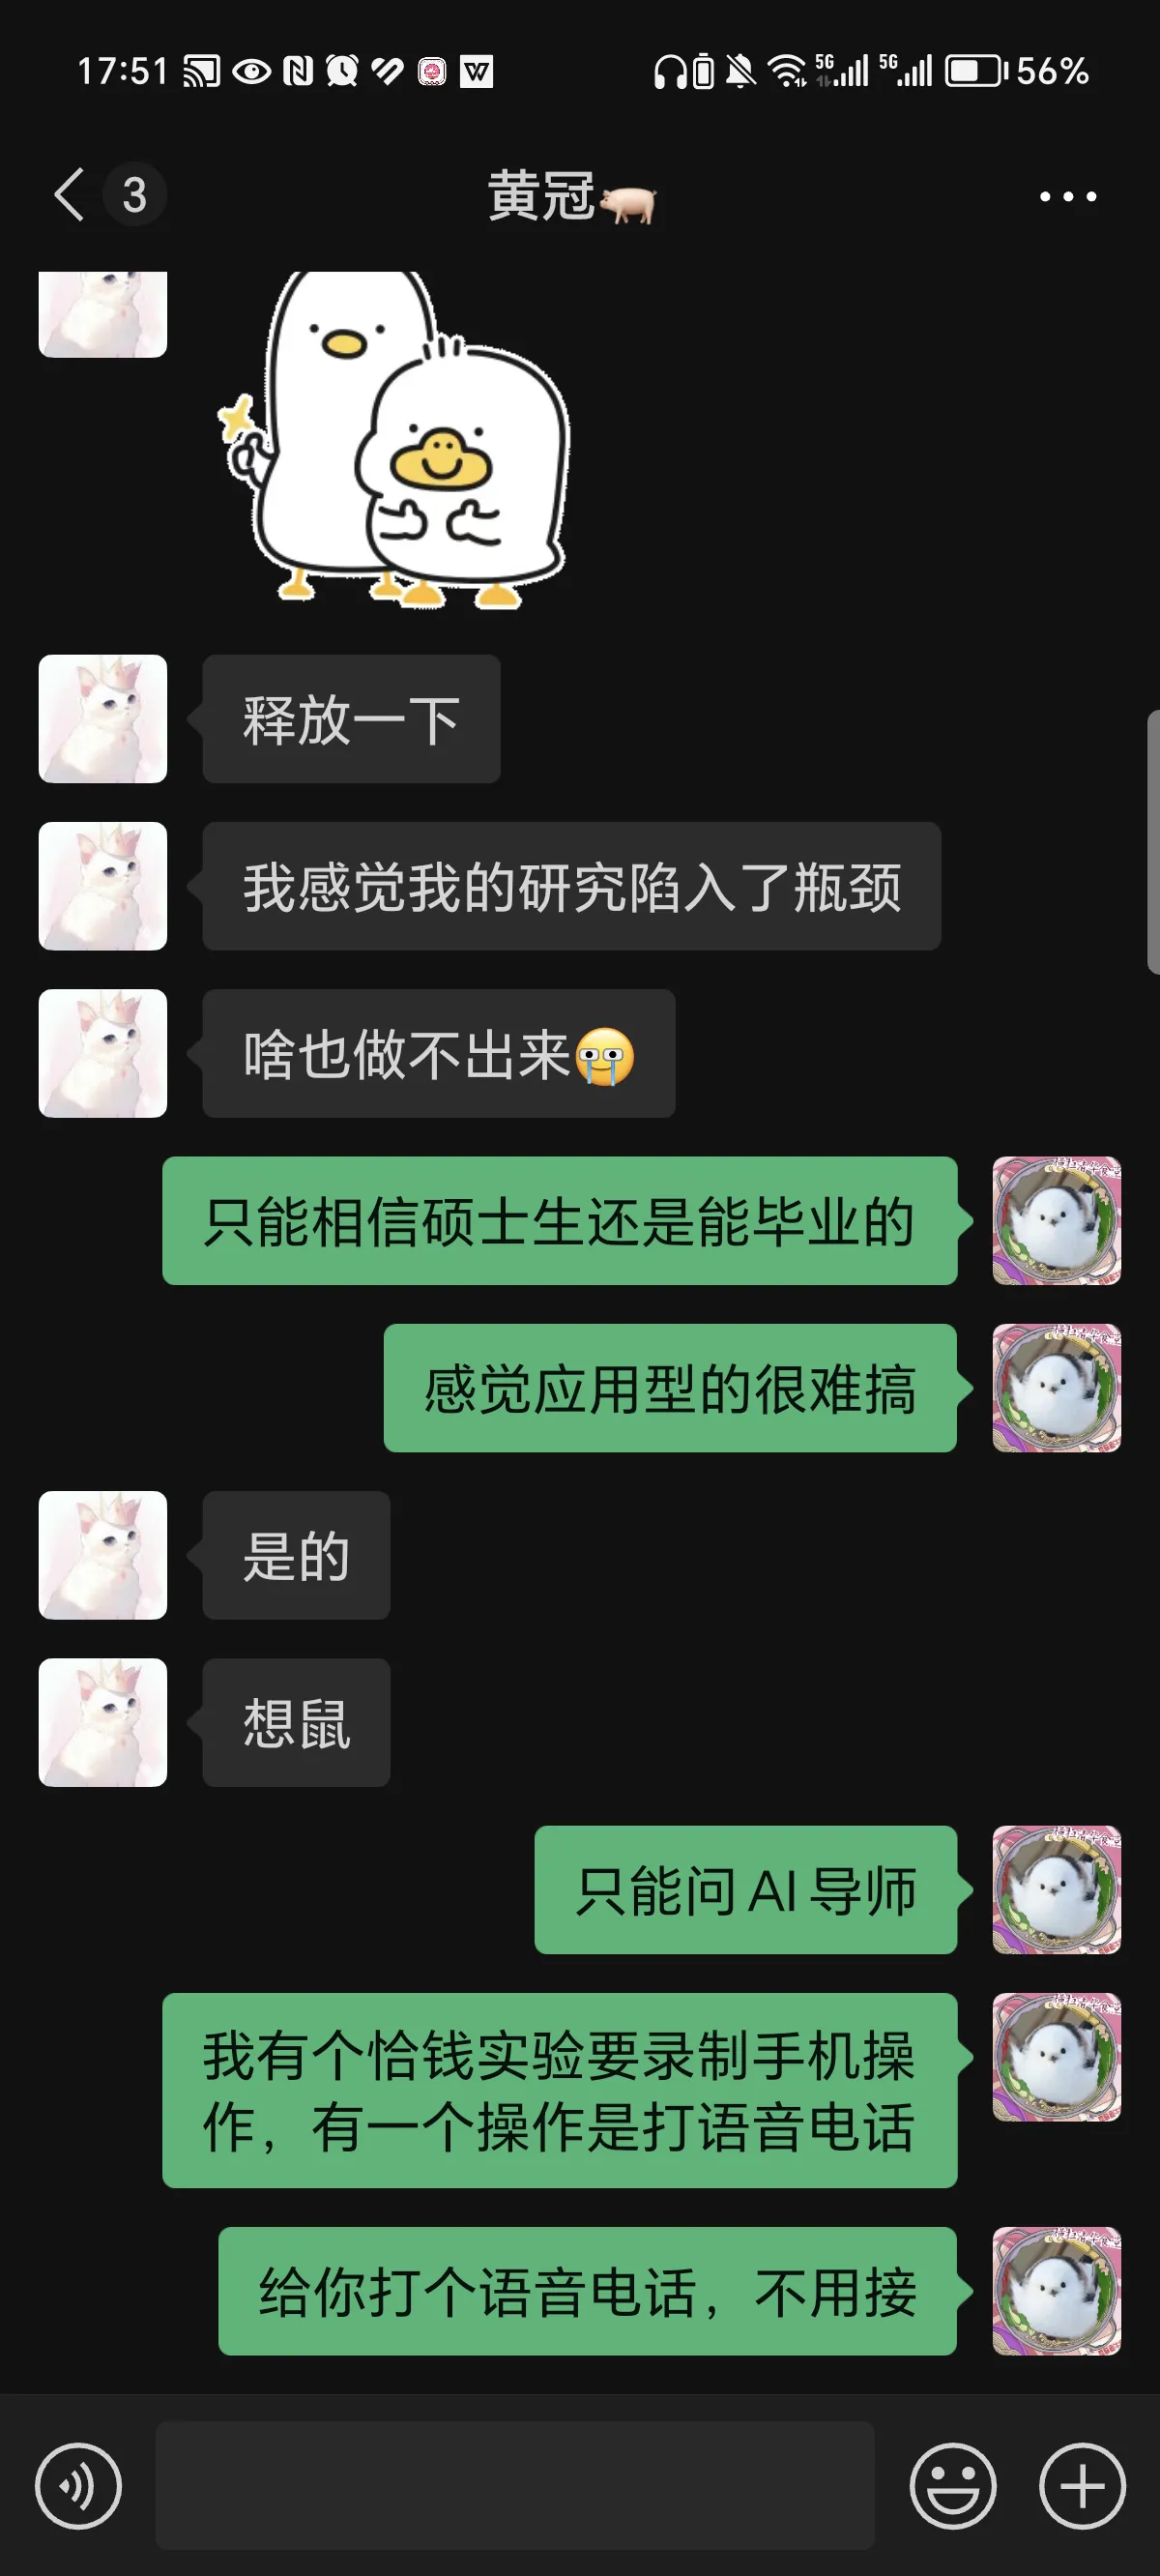 17:51
5G 5G 56%
3 黄冠
释放一下
我感觉我的研究陷入了瓶颈
啥也做不出来
只能相信硕士生还是能毕业的
感觉应用型的很难搞
是的
想鼠
只能问 AI 导师
我有个恰钱实验要录制手机操
作，有一个操作是打语音电话
给你打个语音电话，不用接